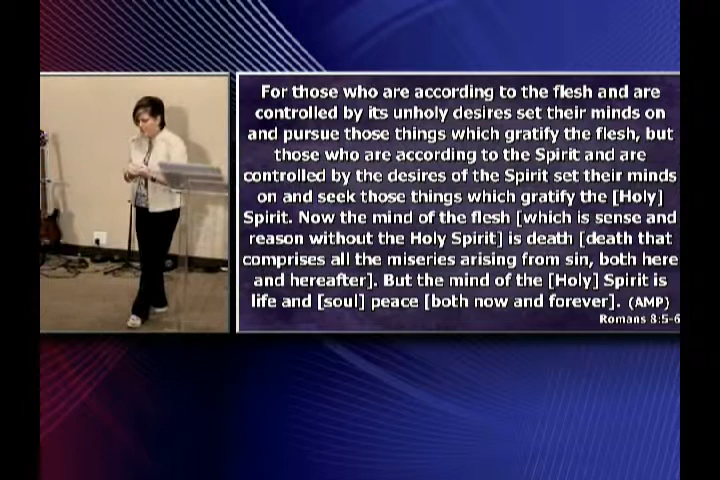 For those who are according to the flesh and are
controlled by its unholy desires set their minds on
and pursue those things which gratify the flesh, but
those who are according to the Spirit and are
controlled by the desires of the Spirit set their minds
on and seek those things which gratify the [Holy]
Spirit. Now the mind of the flesh [which is sense and
reason without the Holy Spirit] is death [death that
comprises all the miseries arising from sin, both here
and hereafter]. But the mind of the [Holy] Spirit is
life and [soul] peace [both now and forever]. (AMP)
Romans 8:5-6